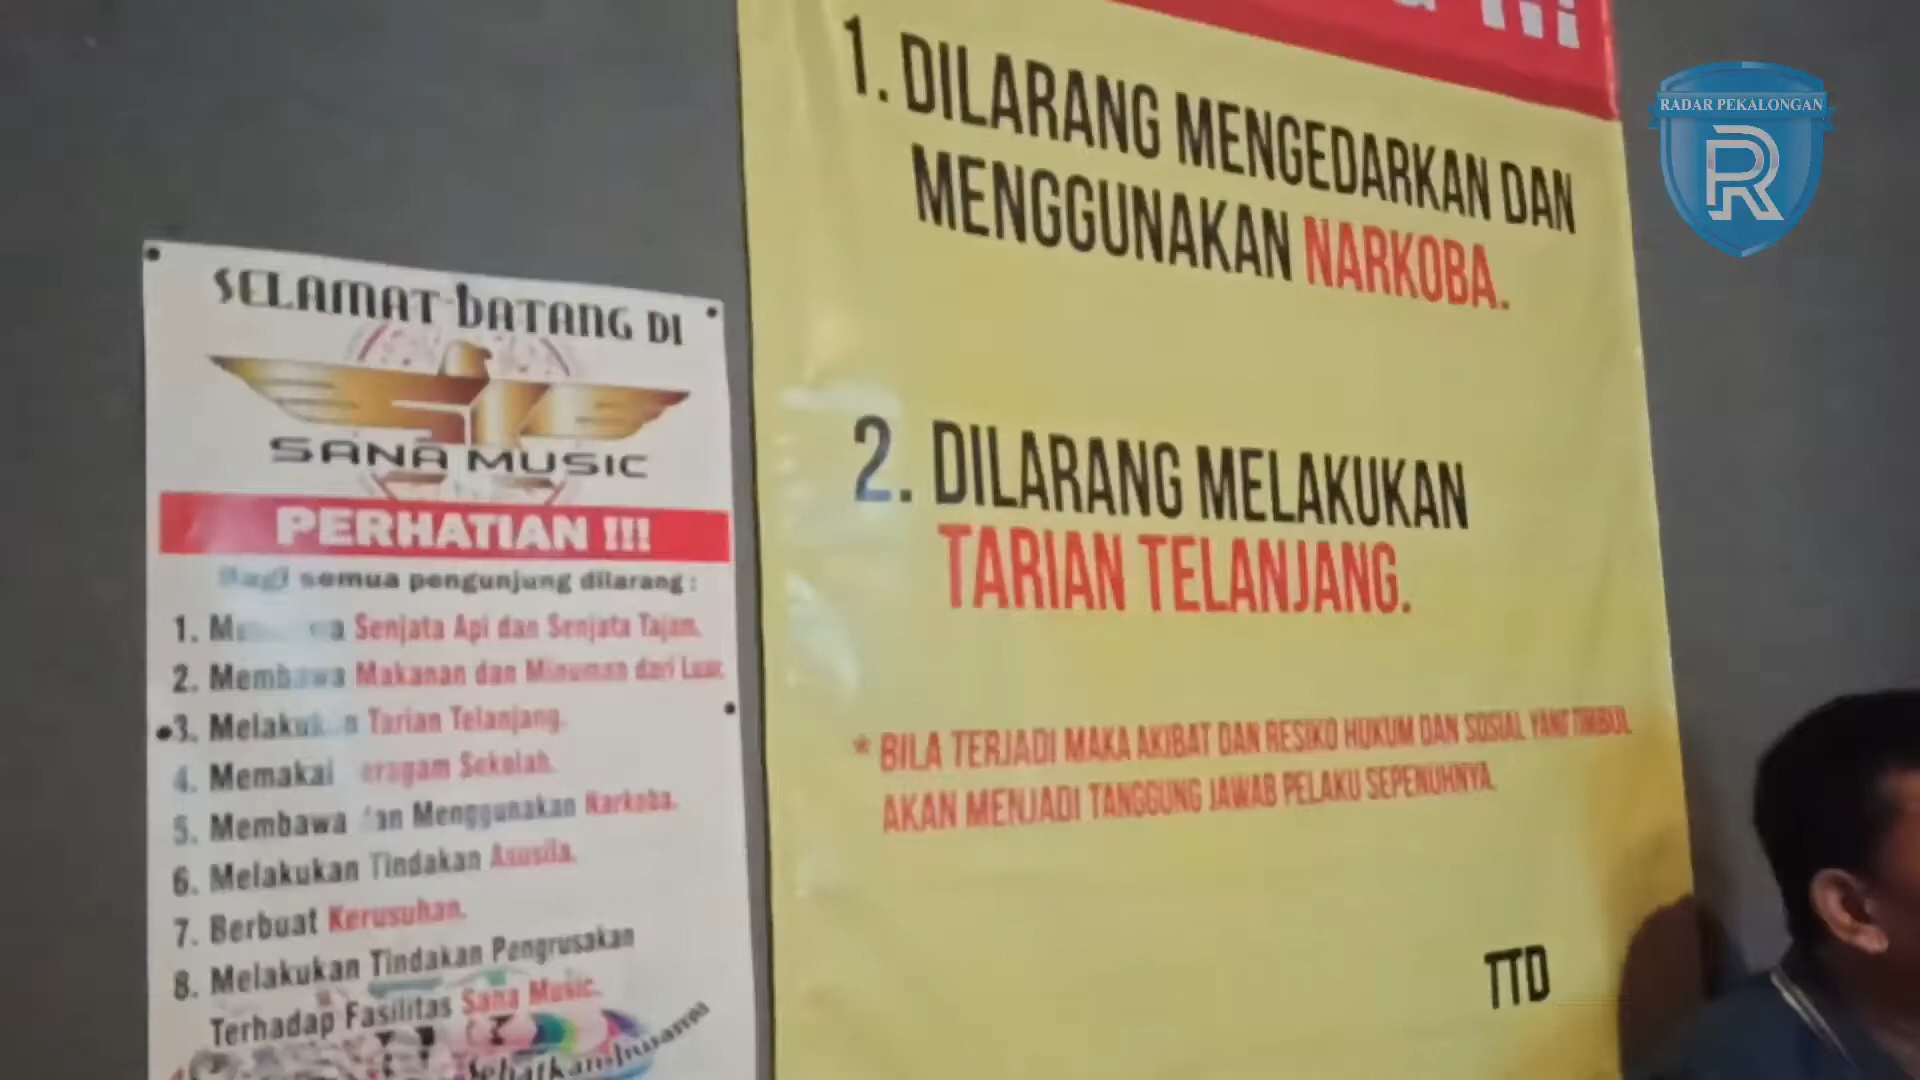 SELAMAT DATANG DI
SANA MUSIC
PERHATIAN !!!
Bagi semua pengunjung dilarang :
1. Senjata Api dan Senjata Tajam.
2. Membawa Makanan dan Minuman dari Luar.
3. Melakukan Tarian Telanjang.
4. Memakai Seragam Sekolah.
5. Membawa dan Menggunakan Narkoba.
6. Melakukan Tindakan Asusila.
7. Berbuat Kerusuhan.
8. Melakukan Tindakan Pengrusakan
Terhadap Fasilitas Sana Music.
1. DILARANG MENGEDARKAN DAN
MENGGUNAKAN NARKOBA.
2. DILARANG MELAKUKAN
TARIAN TELANJANG.
* BILA TERJADI MAKA AKIBAT DAN RESIKO HUKUM DAN SOSIAL YANG TIMBUL
AKAN MENJADI TANGGUNG JAWAB PELAKU SEPENUHNYA.
TTD
RADAR PEKALONGAN